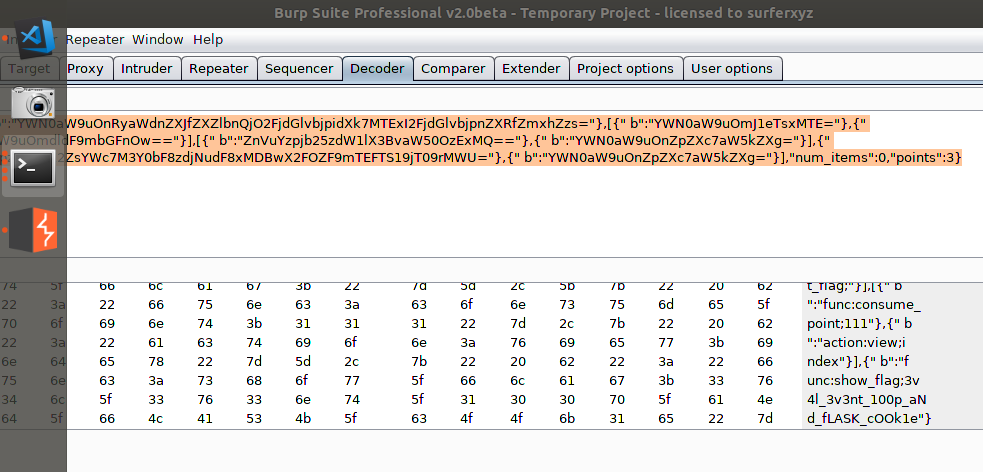 Burp Suite Professional v2.0beta - Temporary Project - licensed to surferxyz
Repeater Window Help
Target Proxy Intruder Repeater Sequencer Decoder Comparer Extender Project options User options
b":"YWN0aW9uOnRyaWdnZXJfZXZlbnQjO2FjdGlvbjpidXk7MTExI2FjdGlvbjpnZXRfZmxhZzs="},[{" b":"YWN0aW9uOmJ1eTsxMTE="},{"
F9mbGFnOw=="}],[{" b":"ZnVuYzpjb25zdW1lX3BvaW50OzExMQ=="},{" b":"YWN0aW9uOnZpZXc7aW5kZXg="}],{"
ZsYWc7M3Y0bF8zdjNudF8xMDBwX2FOZF9mTEFTS19jT09rMWU="},{" b":"YWN0aW9uOnZpZXc7aW5kZXg="}],"num_items":0,"points":3}
74 5f 66 6c 61 67 3b 22 7d 5d 2c 5b 7b 22 20 62 t_flag;"}],[{" b
22 3a 22 66 75 6e 63 3a 63 6f 6e 73 75 6d 65 5f ":"func:consume_
70 6f 69 6e 74 3b 31 31 31 22 7d 2c 7b 22 20 62 point;111"},{" b
22 3a 22 61 63 74 69 6f 6e 3a 76 69 65 77 3b 69 ":"action:view;i
6e 64 65 78 22 7d 5d 2c 7b 22 20 62 22 3a 22 66 ndex"}],{" b":"f
75 6e 63 3a 73 68 6f 77 5f 66 6c 61 67 3b 33 76 unc:show_flag;3v
34 6c 5f 33 76 33 6e 74 5f 31 30 30 70 5f 61 4e 4l_3v3nt_100p_aN
64 5f 66 4c 41 53 4b 5f 63 4f 4f 6b 31 65 22 7d d_fLASK_cOOk1e"}